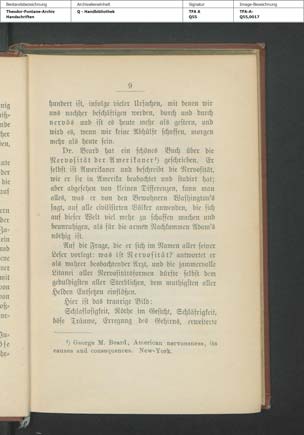 Bestandsbezeichnung
Archiveinheit
Signatur
Image-Bezeichnung
Theodor-Fontane-Archiv
Handschriften
Q - Handbibliothek
TFA A
Q55
TFA-A-
Q55,0017
9
hundert ist, infolge vieler Ursachen, mit denen wir
uns nachher beschäftigen werden, durch und durch
nervös und ist es heute mehr als gestern, und
wird es, wenn wir keine Abhülfe schaffen, morgen
mehr als heute sein.
Dr. Beard hat ein schönes Buch über die
Nervosität der Amerikaner¹) geschrieben. Er
selbst ist Amerikaner und beschreibt die Nervosität,
wie er sie in Amerika beobachtet und studiert hat;
aber abgesehen von kleinen Differenzen, kann man
alles, was er von den Bewohnern Washington's
sagt, auf alle civilisirten Völker anwenden, die sich
auf dieser Welt viel mehr zu schaffen machen und
beunruhigen, als für die armen Nachkommen Adam's
nöthig ist.
Auf die Frage, die er sich im Namen aller seiner
Leser vorlegt: was ist Nervosität? antwortet er
als wahrer beobachtender Arzt, und die jammervolle
Litanei aller Nervositätsformen dürfte selbst dem
geduldigsten aller Sterblichen, dem muthigsten aller
Helden Entsetzen einflößen.
Hier ist das traurige Bild:
Schlaflosigkeit, Röthe im Gesicht, Schläfrigkeit,
böse Träume, Erregung des Gehirns, erweiterte
¹) George M. Beard, American nervousness, its
causes and consequences. New-York.